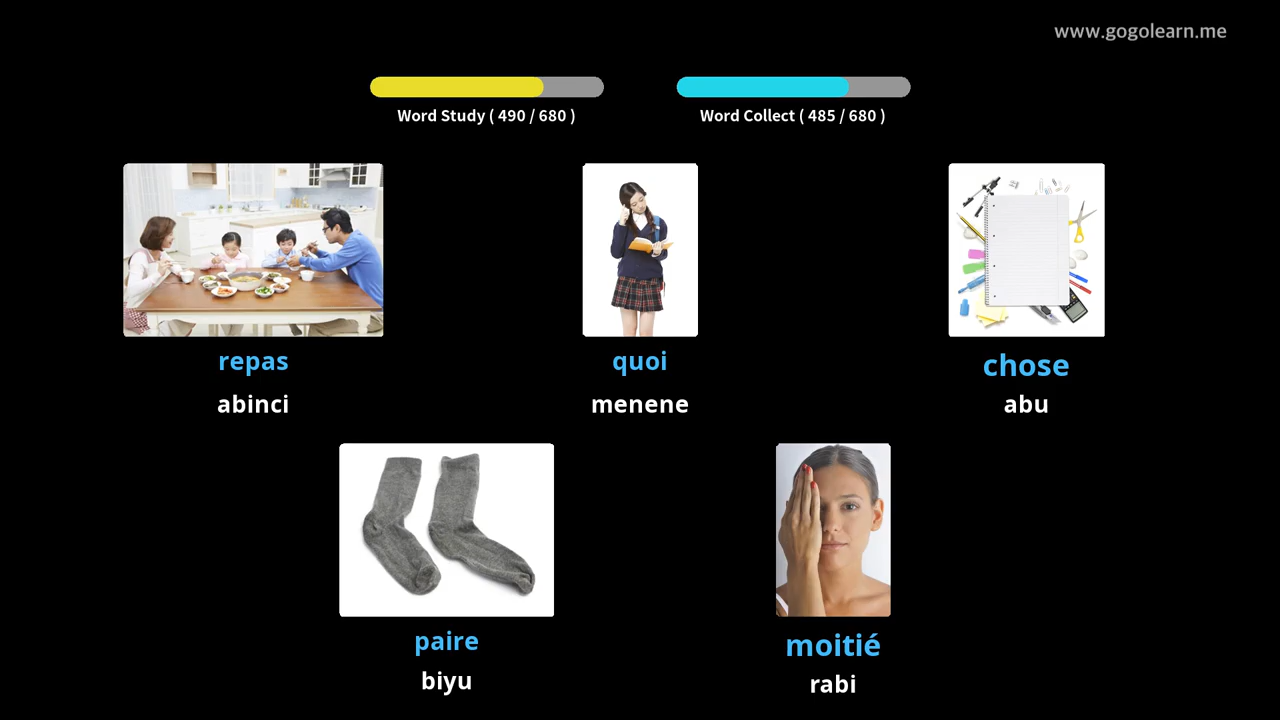 www.gogolearn.me
Word Study ( 490 / 680 )
Word Collect ( 485 / 680 )
repas
abinci
quoi
menene
chose
abu
paire
biyu
moitié
rabi